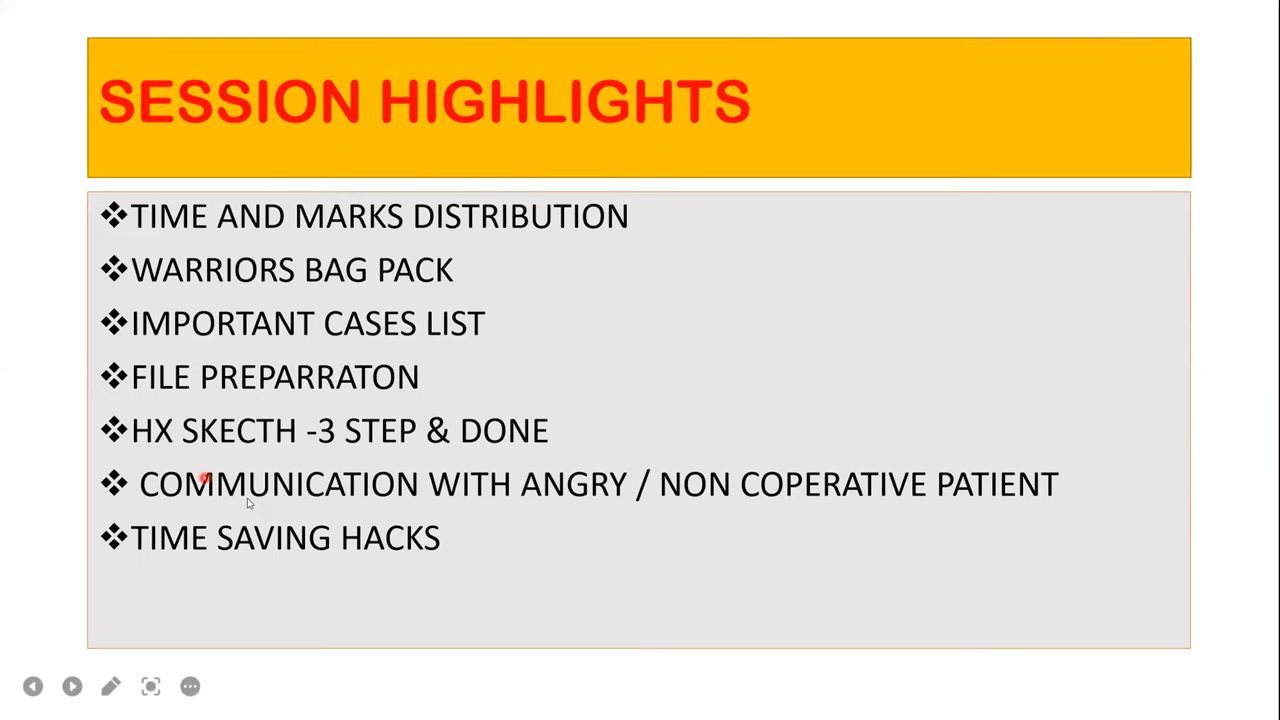 SESSION HIGHLIGHTS
❖TIME AND MARKS DISTRIBUTION
❖WARRIORS BAG PACK
❖IMPORTANT CASES LIST
❖FILE PREPARRATON
❖HX SKECTH -3 STEP & DONE
❖ COMMUNICATION WITH ANGRY / NON COPERATIVE PATIENT
❖TIME SAVING HACKS